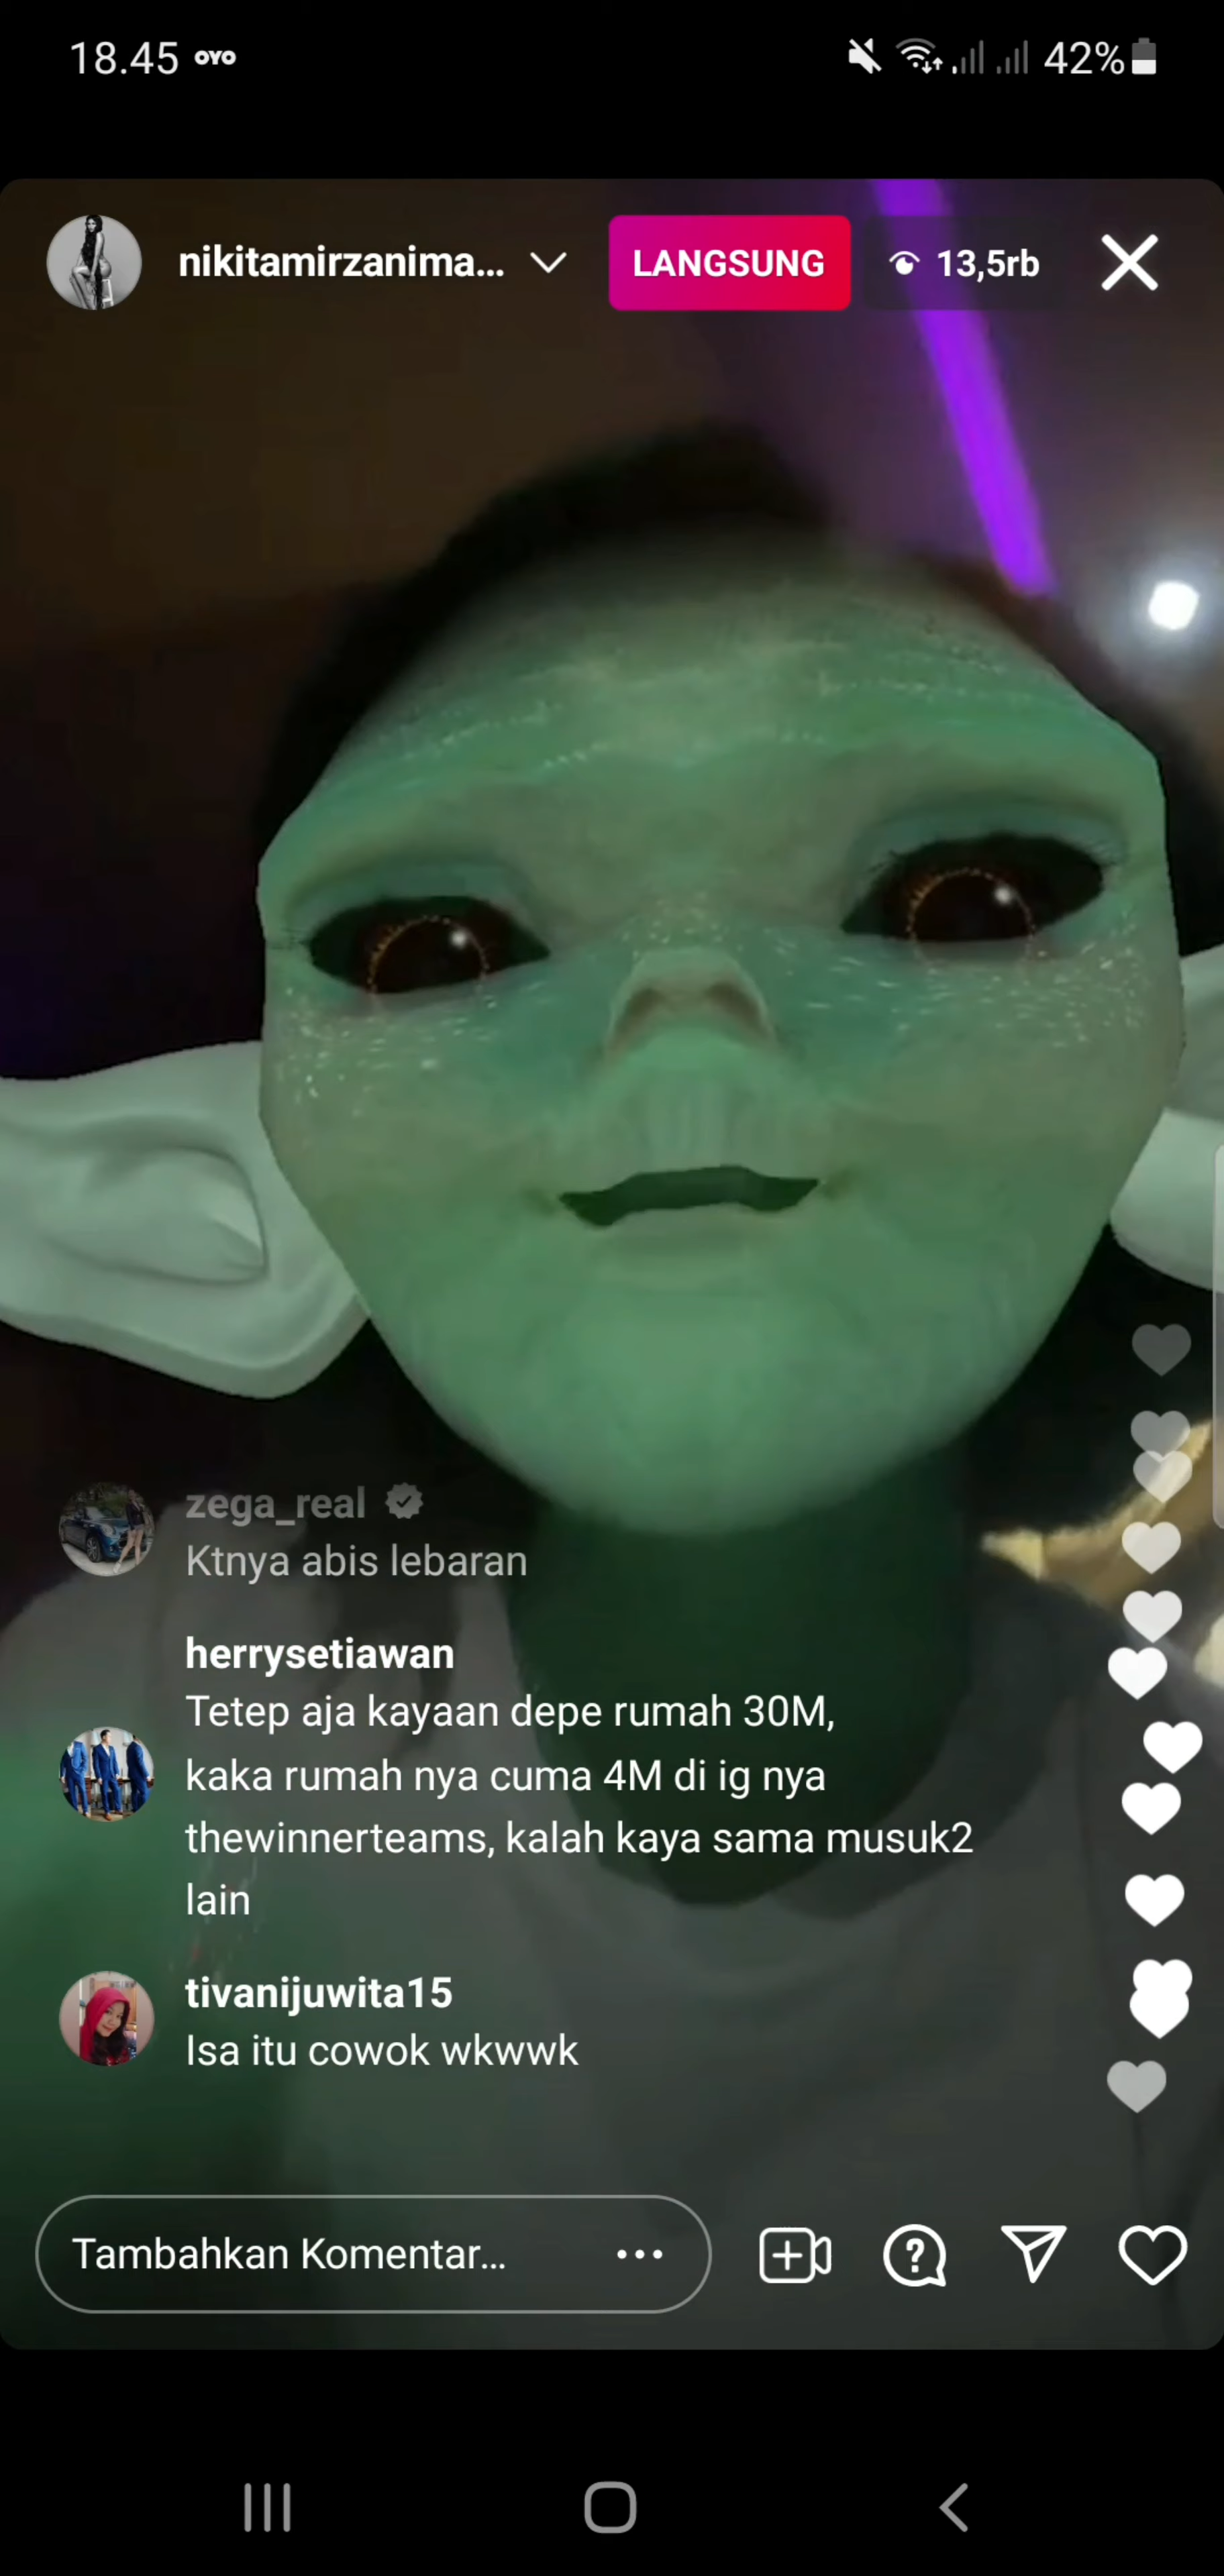 18.45 OYO 42%
nikitamirzanima... LANGSUNG 13,5rb
zega_real
Ktnya abis lebaran
herrysetiawan
Tetep aja kayaan depe rumah 30M,
kaka rumah nya cuma 4M di ig nya
thewinnerteams, kalah kaya sama musuk2
lain
tivanijuwita15
Isa itu cowok wkwwk
Tambahkan Komentar...